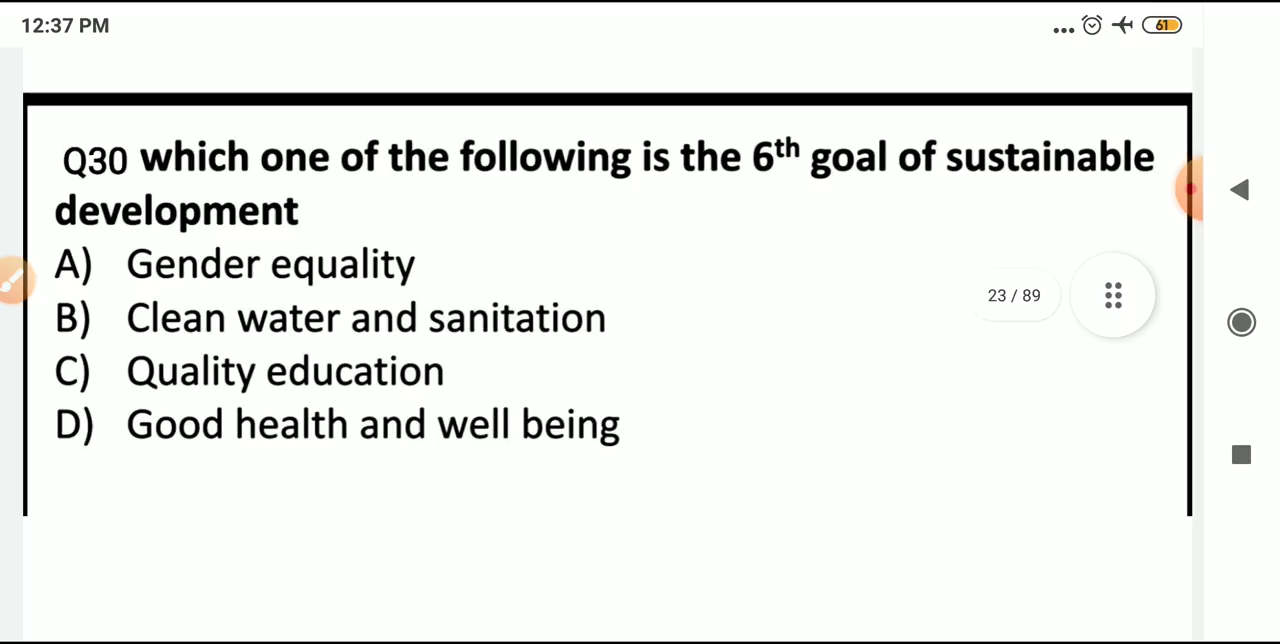 12:37 PM
61
Q30 which one of the following is the 6th goal of sustainable
development
A) Gender equality
B) Clean water and sanitation
23 / 89
C) Quality education
D) Good health and well being